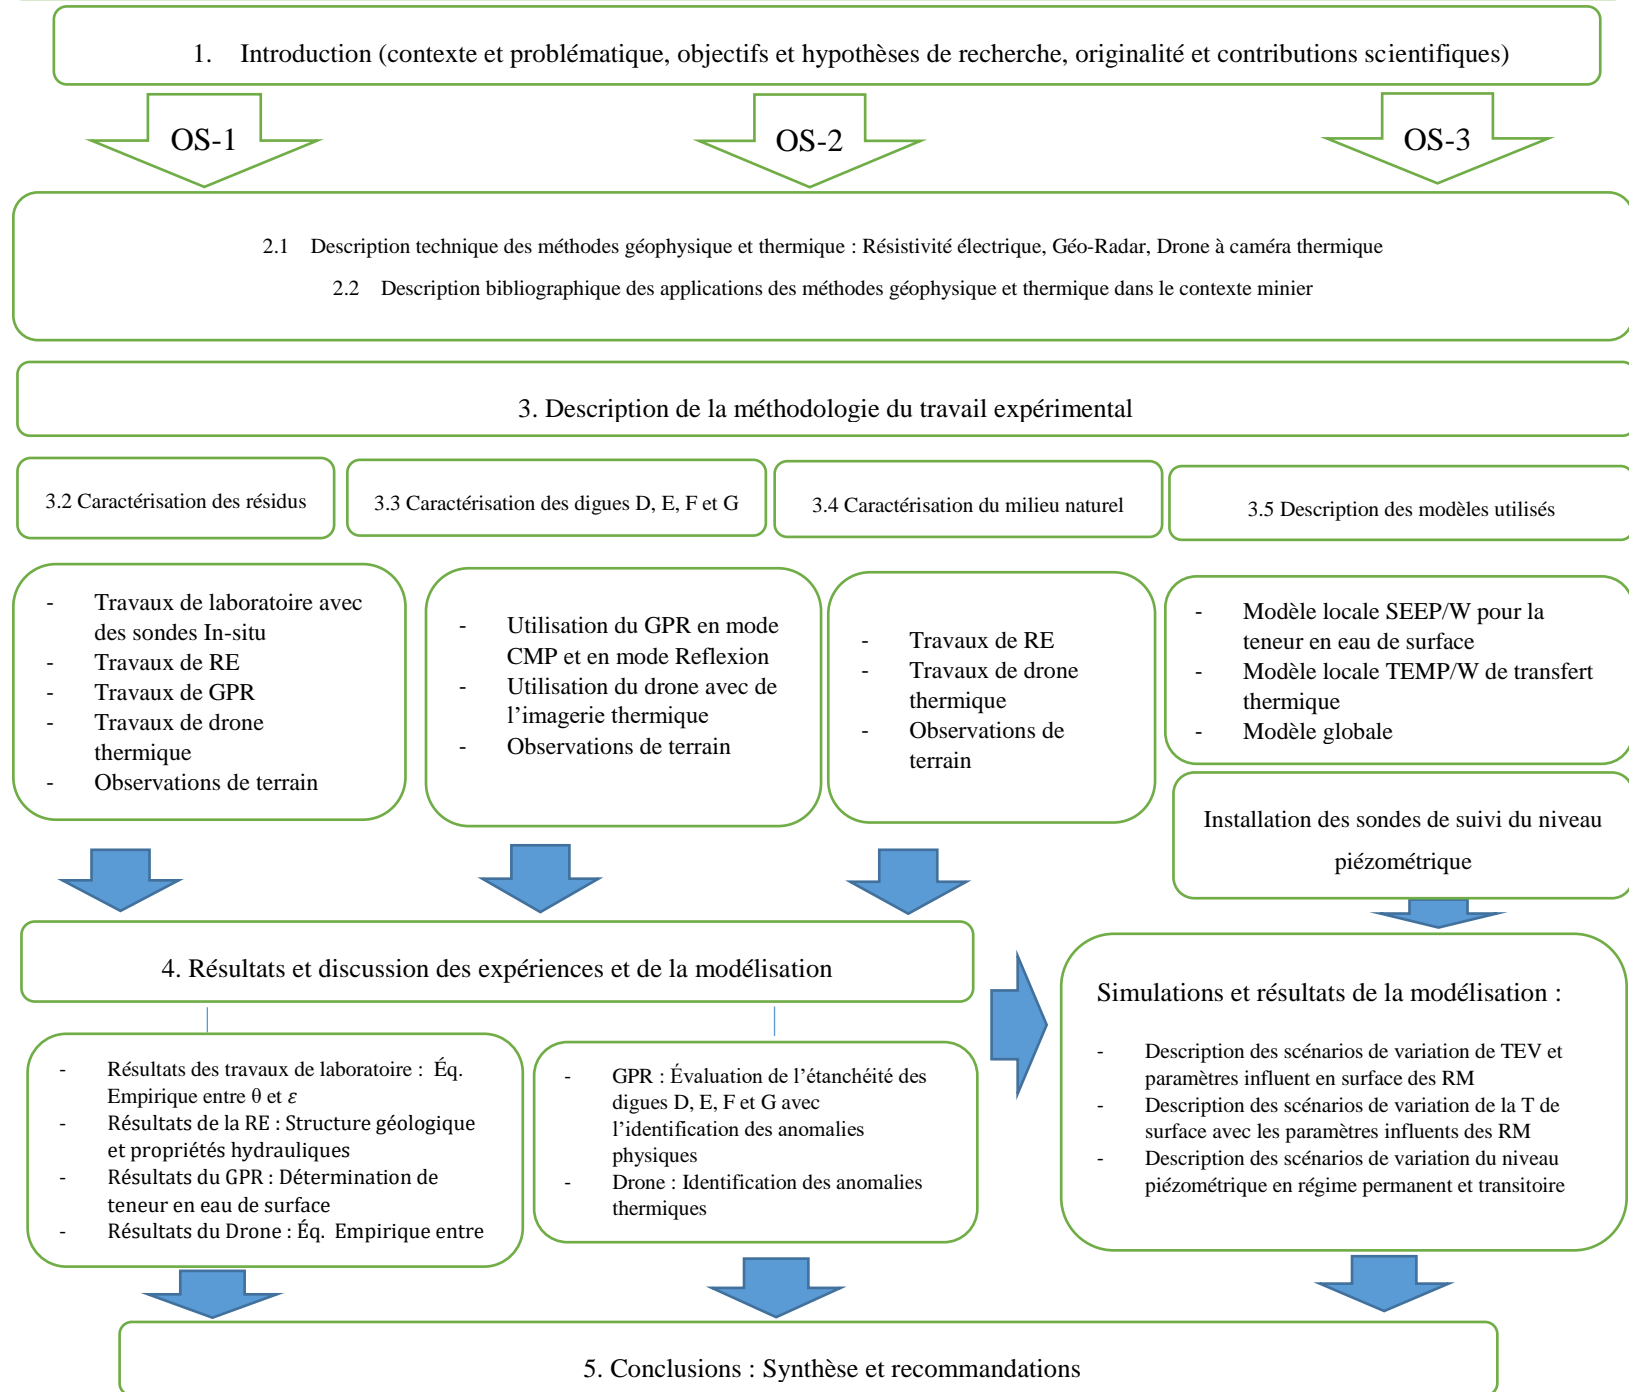 1. Introduction (contexte et problématique, objectifs et hypothèses de recherche, originalité et contributions scientifiques)
OS-1
OS-2
OS-3
2.1 Description technique des méthodes géophysique et thermique : Résistivité électrique, Géo-Radar, Drone à caméra thermique
2.2 Description bibliographique des applications des méthodes géophysique et thermique dans le contexte minier
3. Description de la méthodologie du travail expérimental
3.2 Caractérisation des résidus
3.3 Caractérisation des digues D, E, F et G
3.4 Caractérisation du milieu naturel
3.5 Description des modèles utilisés
- Travaux de laboratoire avec
des sondes In-situ
- Travaux de RE
- Travaux de GPR
- Travaux de drone
thermique
- Observations de terrain
- Utilisation du GPR en mode
CMP et en mode Reflexion
- Utilisation du drone avec de
l’imagerie thermique
- Observations de terrain
- Travaux de RE
- Travaux de drone
thermique
- Observations de
terrain
- Modèle locale SEEP/W pour la
teneur en eau de surface
- Modèle locale TEMP/W de transfert
thermique
- Modèle globale
Installation des sondes de suivi du niveau
piézométrique
4. Résultats et discussion des expériences et de la modélisation
- Résultats des travaux de laboratoire : Éq.
Empirique entre θ et ε
- Résultats de la RE : Structure géologique
et propriétés hydrauliques
- Résultats du GPR : Détermination de
teneur en eau de surface
- Résultats du Drone : Éq. Empirique entre
- GPR : Évaluation de l’étanchéité des
digues D, E, F et G avec
l’identification des anomalies
physiques
- Drone : Identification des anomalies
thermiques
Simulations et résultats de la modélisation :
- Description des scénarios de variation de TEV et
paramètres influent en surface des RM
- Description des scénarios de variation de la T de
surface avec les paramètres influents des RM
- Description des scénarios de variation du niveau
piézométrique en régime permanent et transitoire
5. Conclusions : Synthèse et recommandations